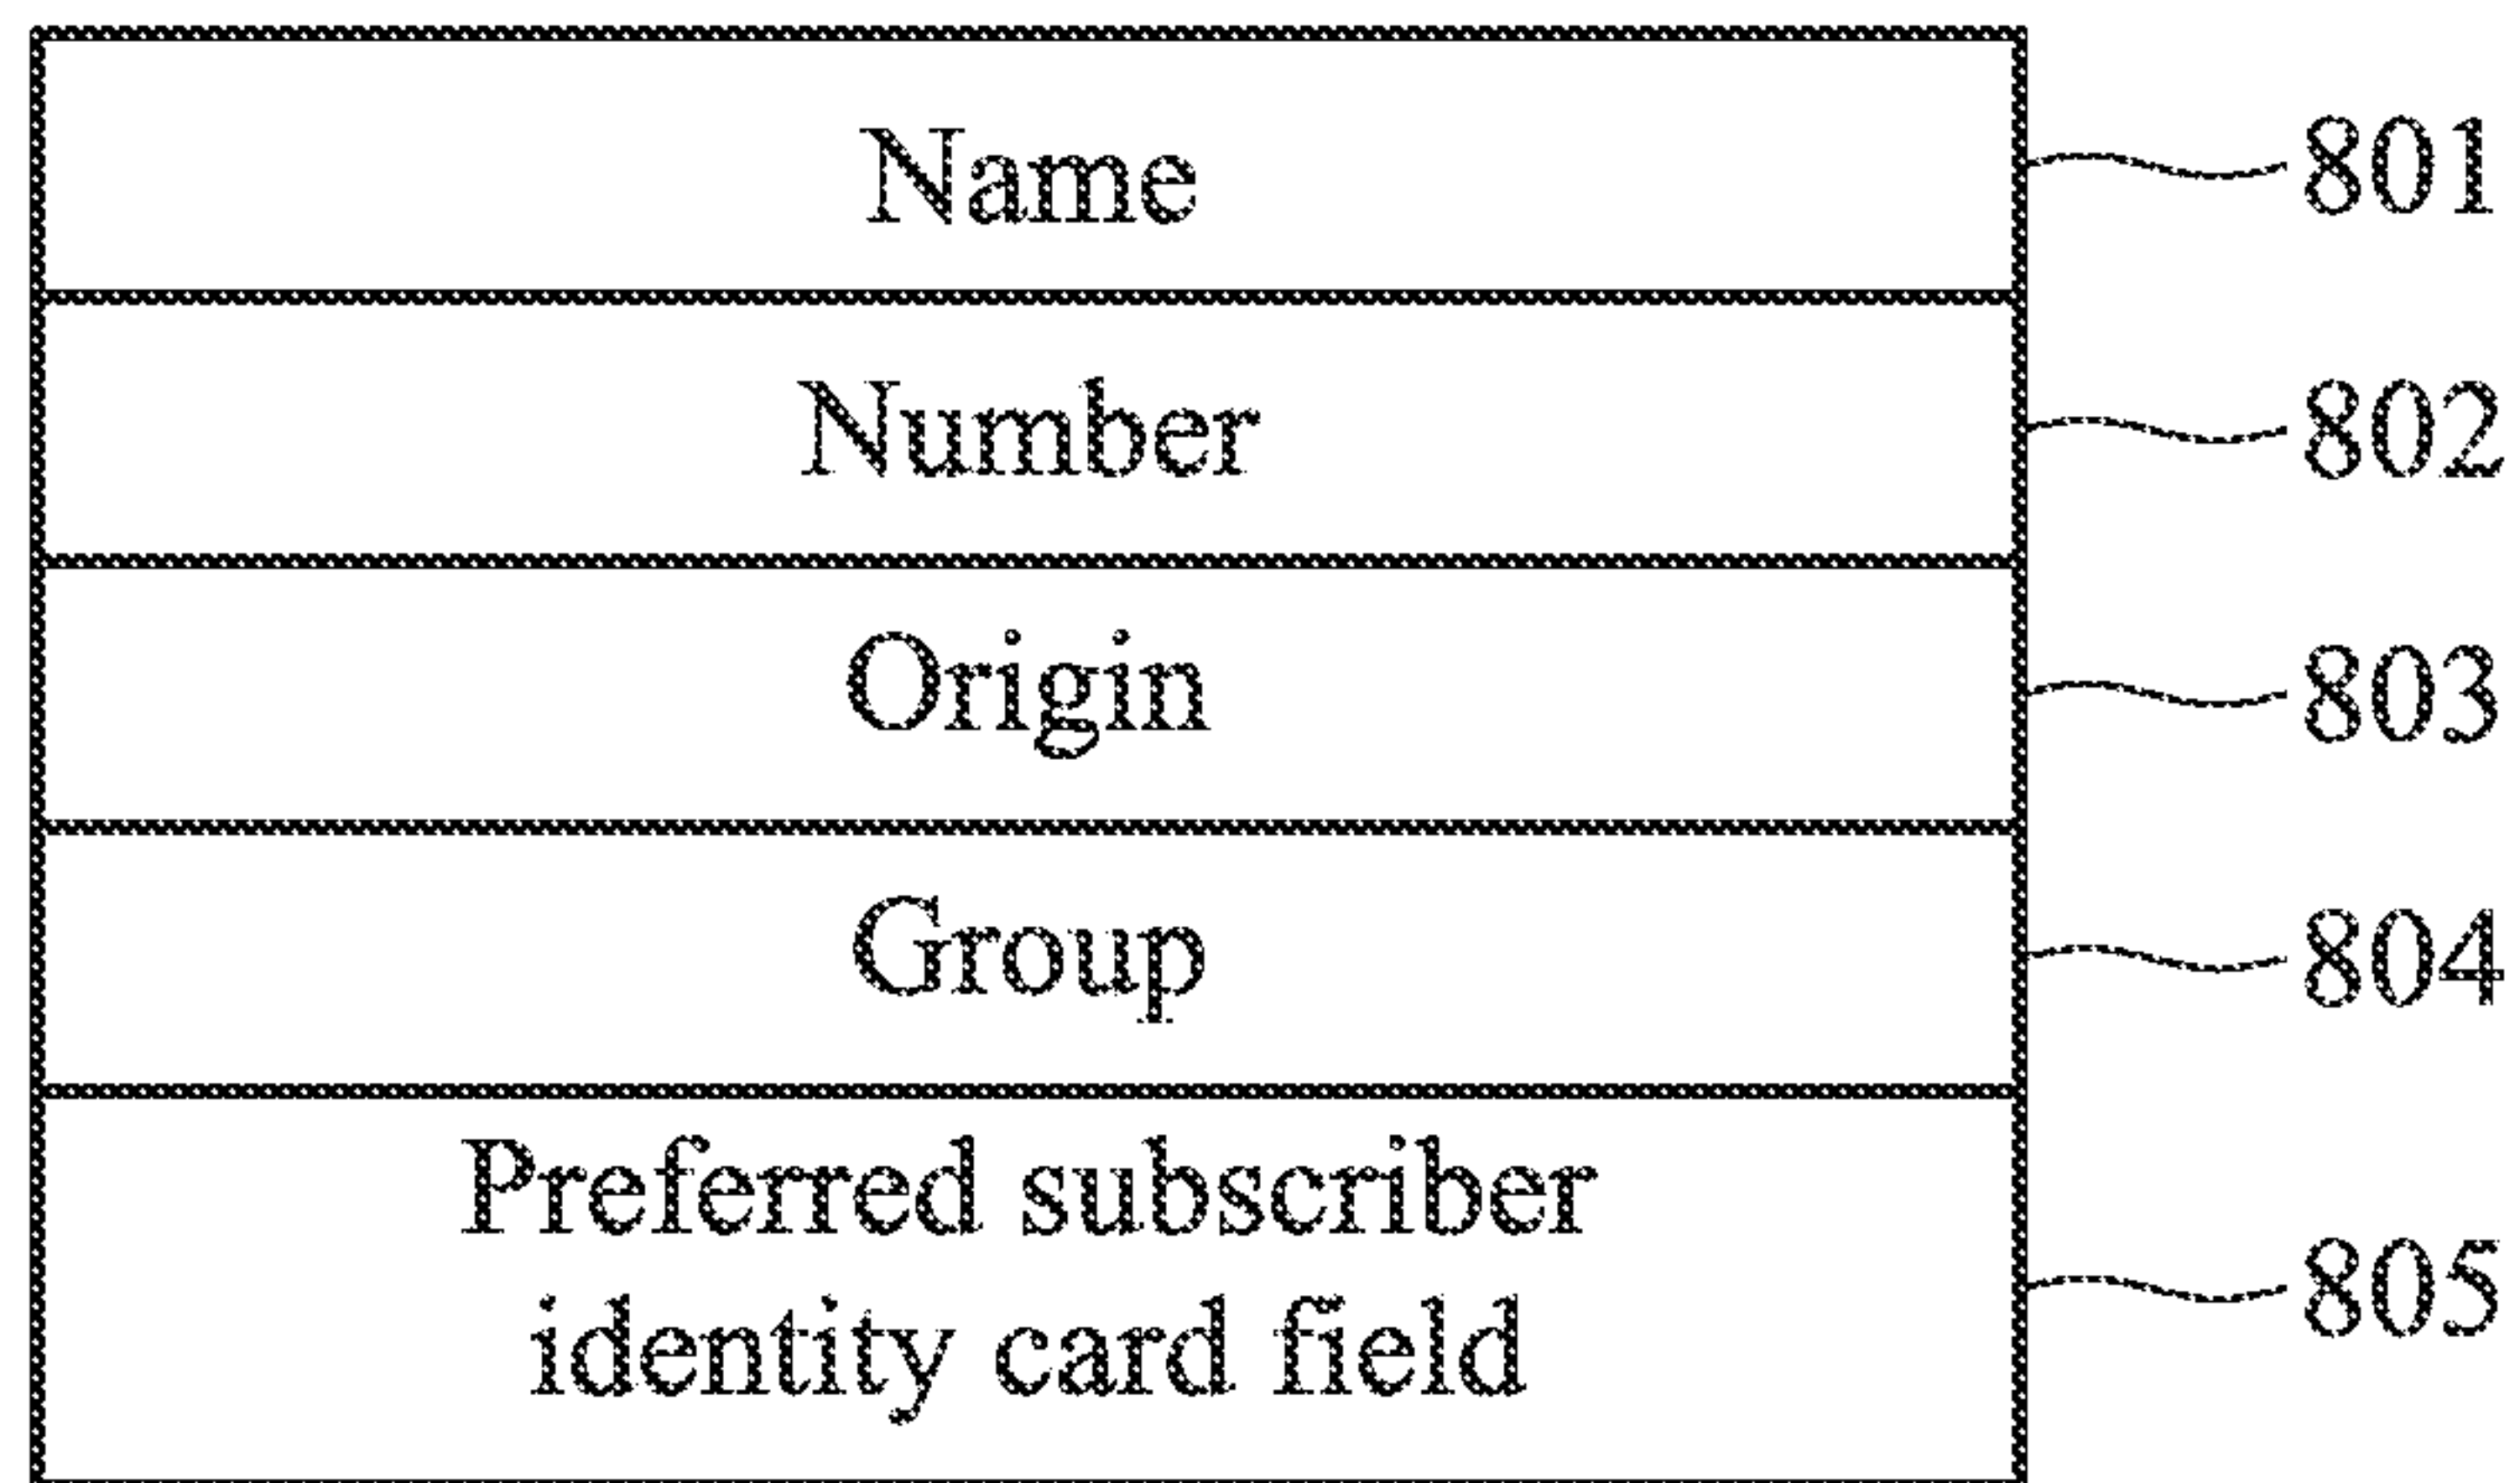 Name 801
Number 802
Origin 803
Group 804
Preferred subscriber
identity card field 805